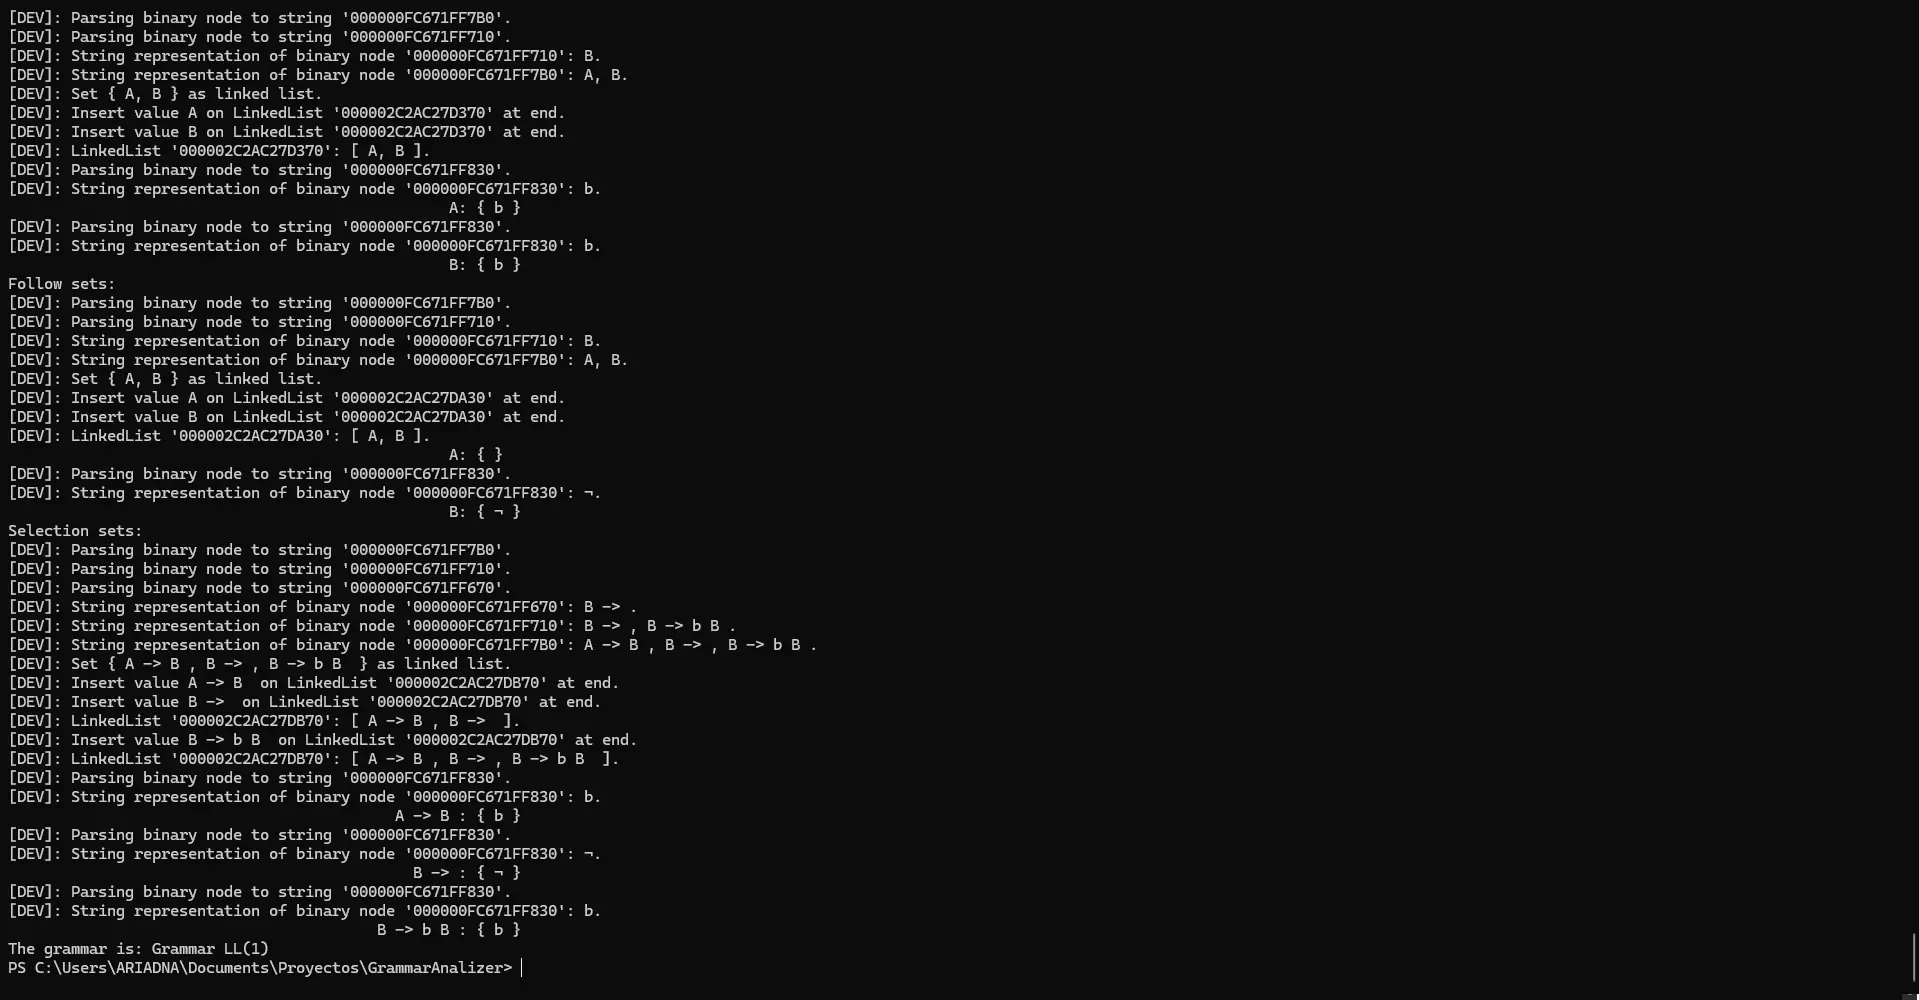 [DEV]: Parsing binary node to string '000000FC671FF7B0'.
[DEV]: Parsing binary node to string '000000FC671FF710'.
[DEV]: String representation of binary node '000000FC671FF710': B.
[DEV]: String representation of binary node '000000FC671FF7B0': A, B.
[DEV]: Set { A, B } as linked list.
[DEV]: Insert value A on LinkedList '000002C2AC27D370' at end.
[DEV]: Insert value B on LinkedList '000002C2AC27D370' at end.
[DEV]: LinkedList '000002C2AC27D370': [ A, B ].
[DEV]: Parsing binary node to string '000000FC671FF830'.
[DEV]: String representation of binary node '000000FC671FF830': b.
A: { b }
[DEV]: Parsing binary node to string '000000FC671FF830'.
[DEV]: String representation of binary node '000000FC671FF830': b.
B: { b }
Follow sets:
[DEV]: Parsing binary node to string '000000FC671FF7B0'.
[DEV]: Parsing binary node to string '000000FC671FF710'.
[DEV]: String representation of binary node '000000FC671FF710': B.
[DEV]: String representation of binary node '000000FC671FF7B0': A, B.
[DEV]: Set { A, B } as linked list.
[DEV]: Insert value A on LinkedList '000002C2AC27DA30' at end.
[DEV]: Insert value B on LinkedList '000002C2AC27DA30' at end.
[DEV]: LinkedList '000002C2AC27DA30': [ A, B ].
A: { }
[DEV]: Parsing binary node to string '000000FC671FF830'.
[DEV]: String representation of binary node '000000FC671FF830': ¬.
B: { ¬ }
Selection sets:
[DEV]: Parsing binary node to string '000000FC671FF7B0'.
[DEV]: Parsing binary node to string '000000FC671FF710'.
[DEV]: Parsing binary node to string '000000FC671FF670'.
[DEV]: String representation of binary node '000000FC671FF670': B -> .
[DEV]: String representation of binary node '000000FC671FF710': B -> , B -> b B .
[DEV]: String representation of binary node '000000FC671FF7B0': A -> B , B -> , B -> b B .
[DEV]: Set { A -> B , B -> , B -> b B  } as linked list.
[DEV]: Insert value A -> B  on LinkedList '000002C2AC27DB70' at end.
[DEV]: Insert value B ->  on LinkedList '000002C2AC27DB70' at end.
[DEV]: LinkedList '000002C2AC27DB70': [ A -> B , B ->  ].
[DEV]: Insert value B -> b B  on LinkedList '000002C2AC27DB70' at end.
[DEV]: LinkedList '000002C2AC27DB70': [ A -> B , B -> , B -> b B  ].
[DEV]: Parsing binary node to string '000000FC671FF830'.
[DEV]: String representation of binary node '000000FC671FF830': b.
A -> B : { b }
[DEV]: Parsing binary node to string '000000FC671FF830'.
[DEV]: String representation of binary node '000000FC671FF830': ¬.
B -> : { ¬ }
[DEV]: Parsing binary node to string '000000FC671FF830'.
[DEV]: String representation of binary node '000000FC671FF830': b.
B -> b B : { b }
The grammar is: Grammar LL(1)
PS C:\Users\ARIADNA\Documents\Proyectos\GrammarAnalizer>